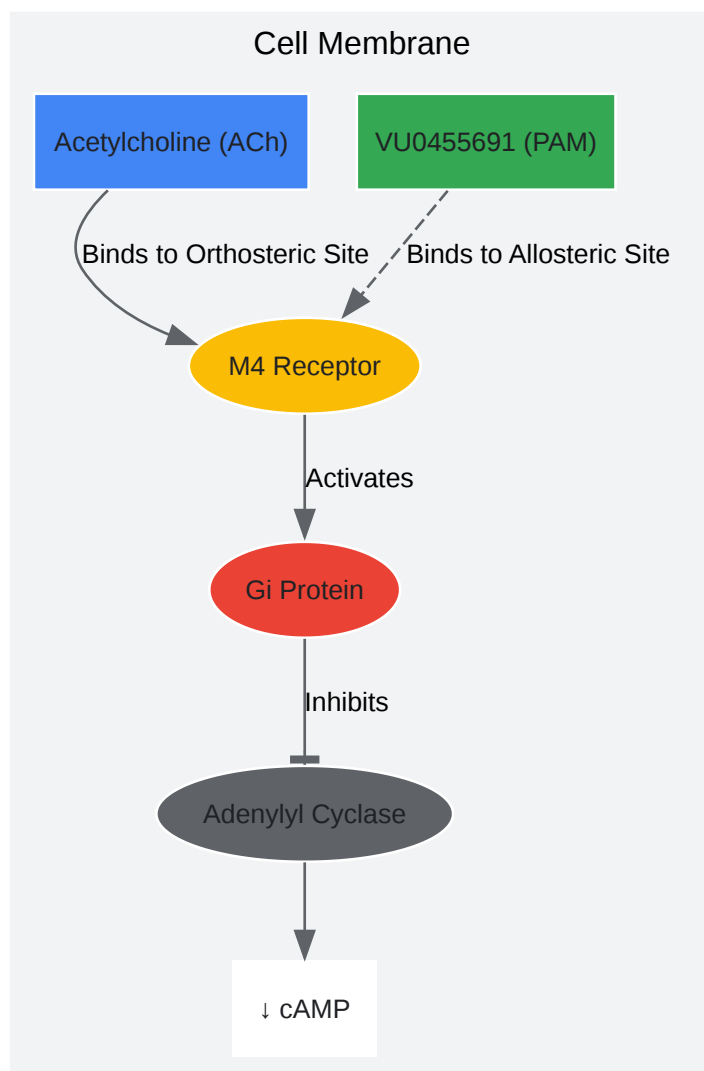 Cell Membrane
Acetylcholine (ACh)
VU0455691 (PAM)
Binds to Orthosteric Site
Binds to Allosteric Site
M4 Receptor
Activates
Gi Protein
Inhibits
Adenylyl Cyclase
↓ cAMP